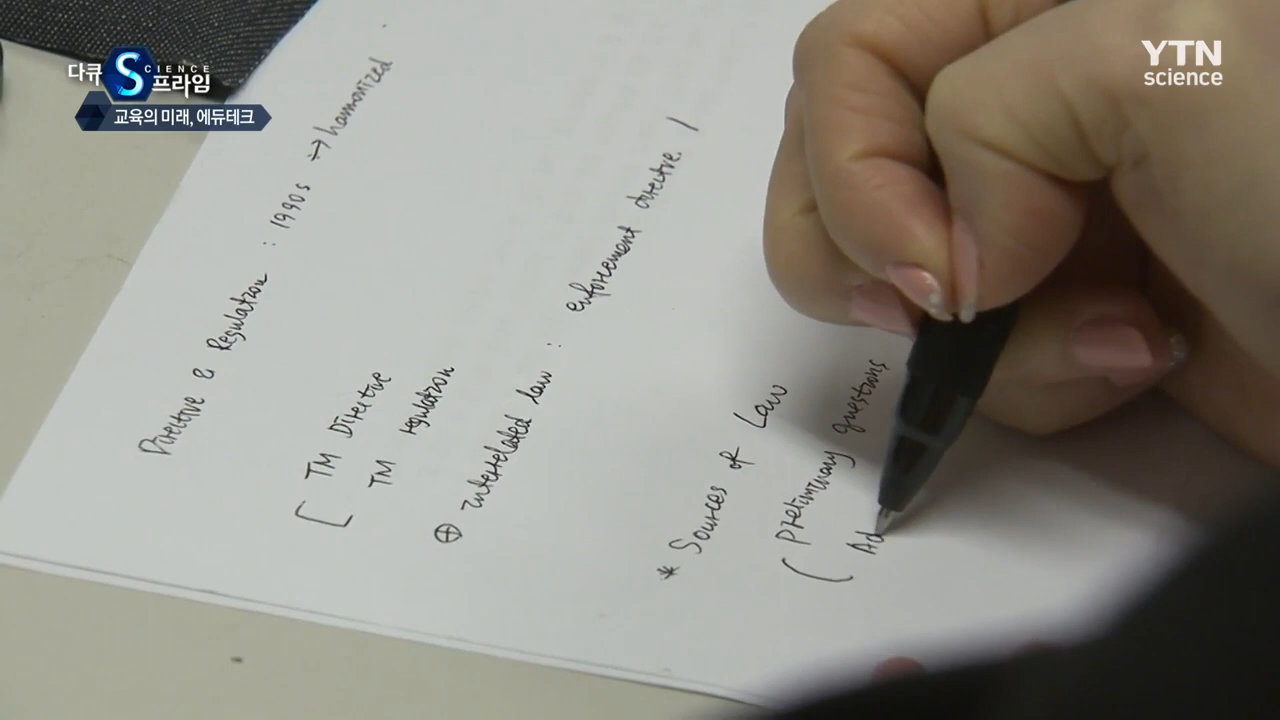 다큐 S 프라임
SCIENCE
교육의 미래, 에듀테크
YTN
science
Directive & Regulation : 1990s → harmonized
TM Directive
TM regulation
⊕ interrelated law : enforcement directive. /
* Sources of Law
Preliminary questions
Ad